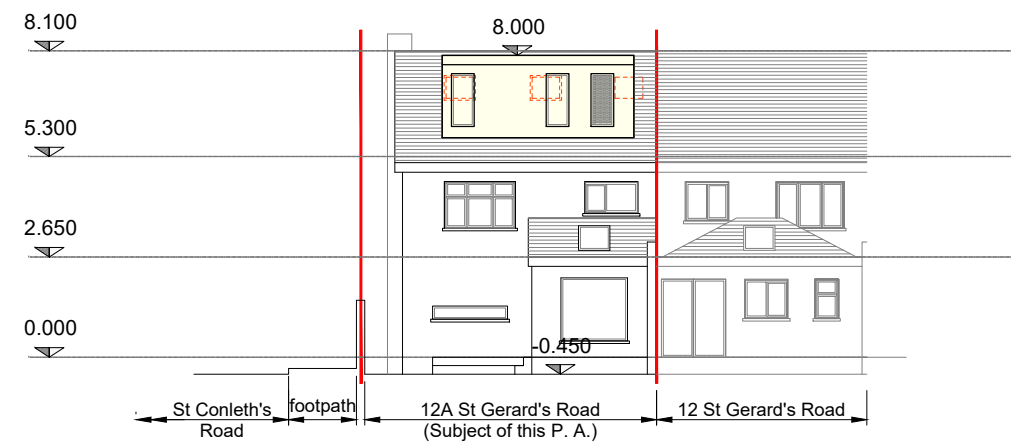 8.100
8.000
5.300
2.650
0.000
-0.450
St Conleth's
Road
footpath
12A St Gerard's Road
(Subject of this P. A.)
12 St Gerard's Road